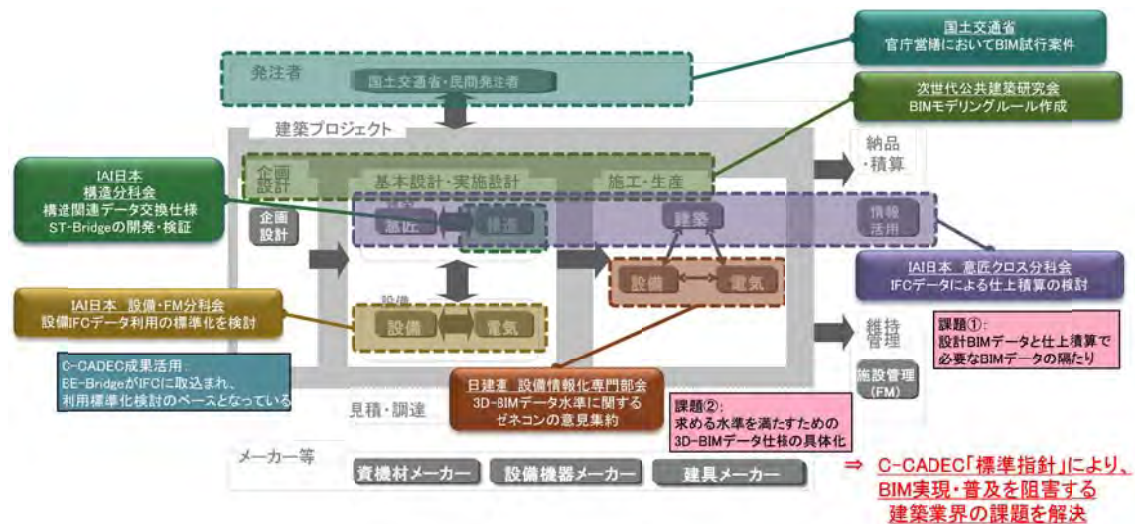 国土交通省
官庁営繕においてBIM試行案件
発注者
国土交通省・民間発注者
次世代公共建築研究会
BIMモデリングルール作成
建築プロジェクト
納品
・積算
IAI日本
構造分科会
構造関連データ交換仕様
ST-Bridgeの開発・検証
企画
設計
基本設計・実施設計
施工・生産
企画
設計
意匠
構造
建築
情報
活用
設備
電気
IAI日本 意匠クロス分科会
IFCデータによる仕上積算の検討
IAI日本 設備・FM分科会
設備IFCデータ利用の標準化を検討
設備
設備
電気
維持
管理
施設管理
(FM)
課題①:
設計BIMデータと仕上積算で
必要なBIMデータの隔たり
C-CADEC成果活用:
BE-BridgeがIFCに取込まれ、
利用標準化検討のベースとなっている
日建連 設備情報化専門部会
3D-BIMデータ水準に関する
ゼネコンの意見集約
見積・調達
課題②:
求める水準を満たすための
3D-BIMデータ仕様の具体化
メーカー等
資機材メーカー
設備機器メーカー
建具メーカー
⇒ C-CADEC「標準指針」により、
BIM実現・普及を阻害する
建築業界の課題を解決